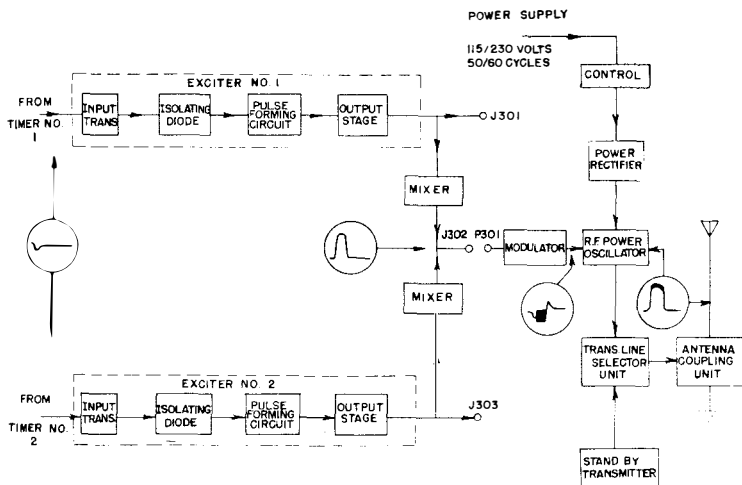 POWER SUPPLY
115/230 VOLTS
50/60 CYCLES
CONTROL
POWER
RECTIFIER
EXCITER NO. 1
FROM
TIMER NO.
1
INPUT
TRANS
ISOLATING
DIODE
PULSE
FORMING
CIRCUIT
OUTPUT
STAGE
J301
MIXER
J302 P301
MODULATOR
R.F. POWER
OSCILLATOR
MIXER
TRANS. LINE
SELECTOR
UNIT
ANTENNA
COUPLING
UNIT
EXCITER NO. 2
FROM
TIMER NO.
2
INPUT
TRANS.
ISOLATING
DIODE
PULSE
FORMING
CIRCUIT
OUTPUT
STAGE
J303
STAND BY
TRANSMITTER